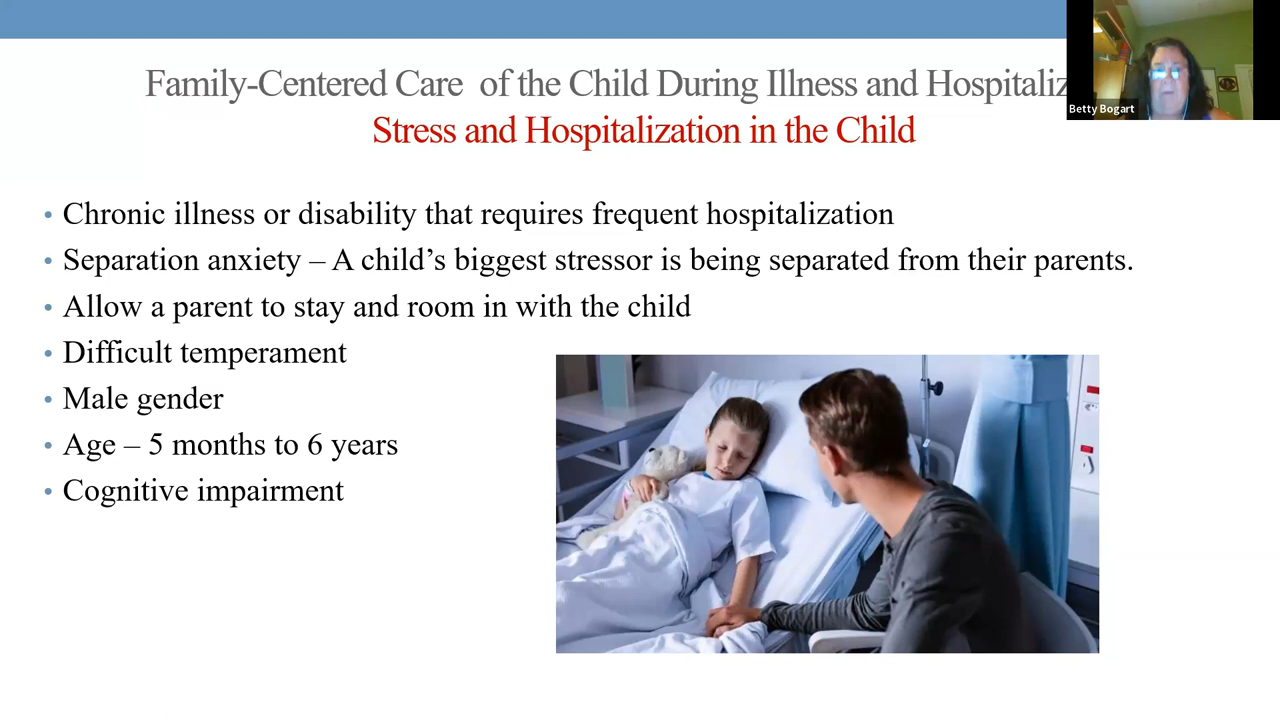 Family-Centered Care of the Child During Illness and Hospitaliz
Betty Bogart
Stress and Hospitalization in the Child
• Chronic illness or disability that requires frequent hospitalization
• Separation anxiety – A child’s biggest stressor is being separated from their parents.
• Allow a parent to stay and room in with the child
• Difficult temperament
• Male gender
• Age – 5 months to 6 years
• Cognitive impairment